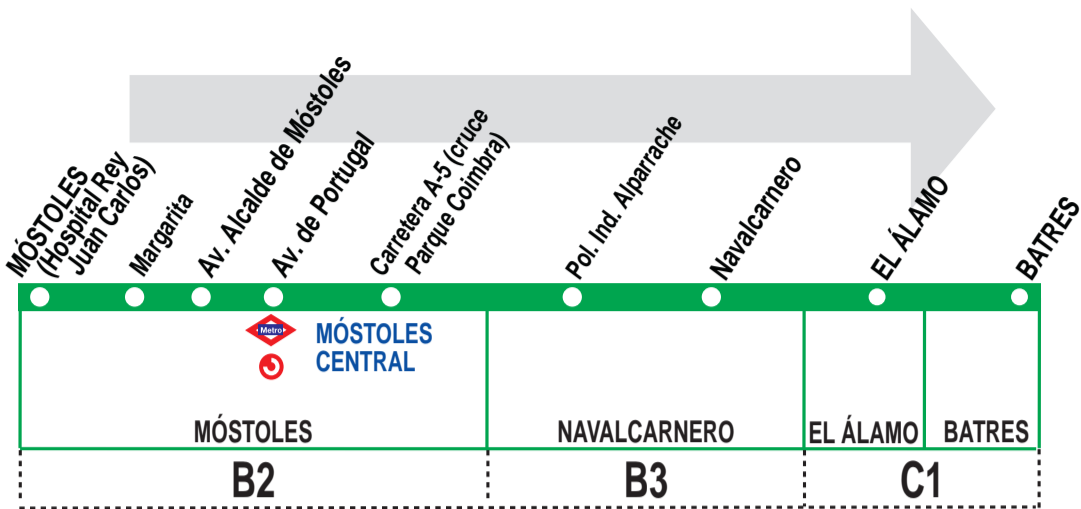 MÓSTOLES
(Hospital Rey
Juan Carlos)
Margarita
Av. Alcalde de Móstoles
Av. de Portugal
Carretera A-5 (cruce
Parque Coimbra)
Pol. Ind. Alparrache
Navalcarnero
EL ÁLAMO
BATRES
Metro
MÓSTOLES
CENTRAL
MÓSTOLES
NAVALCARNERO
EL ÁLAMO
BATRES
B2
B3
C1